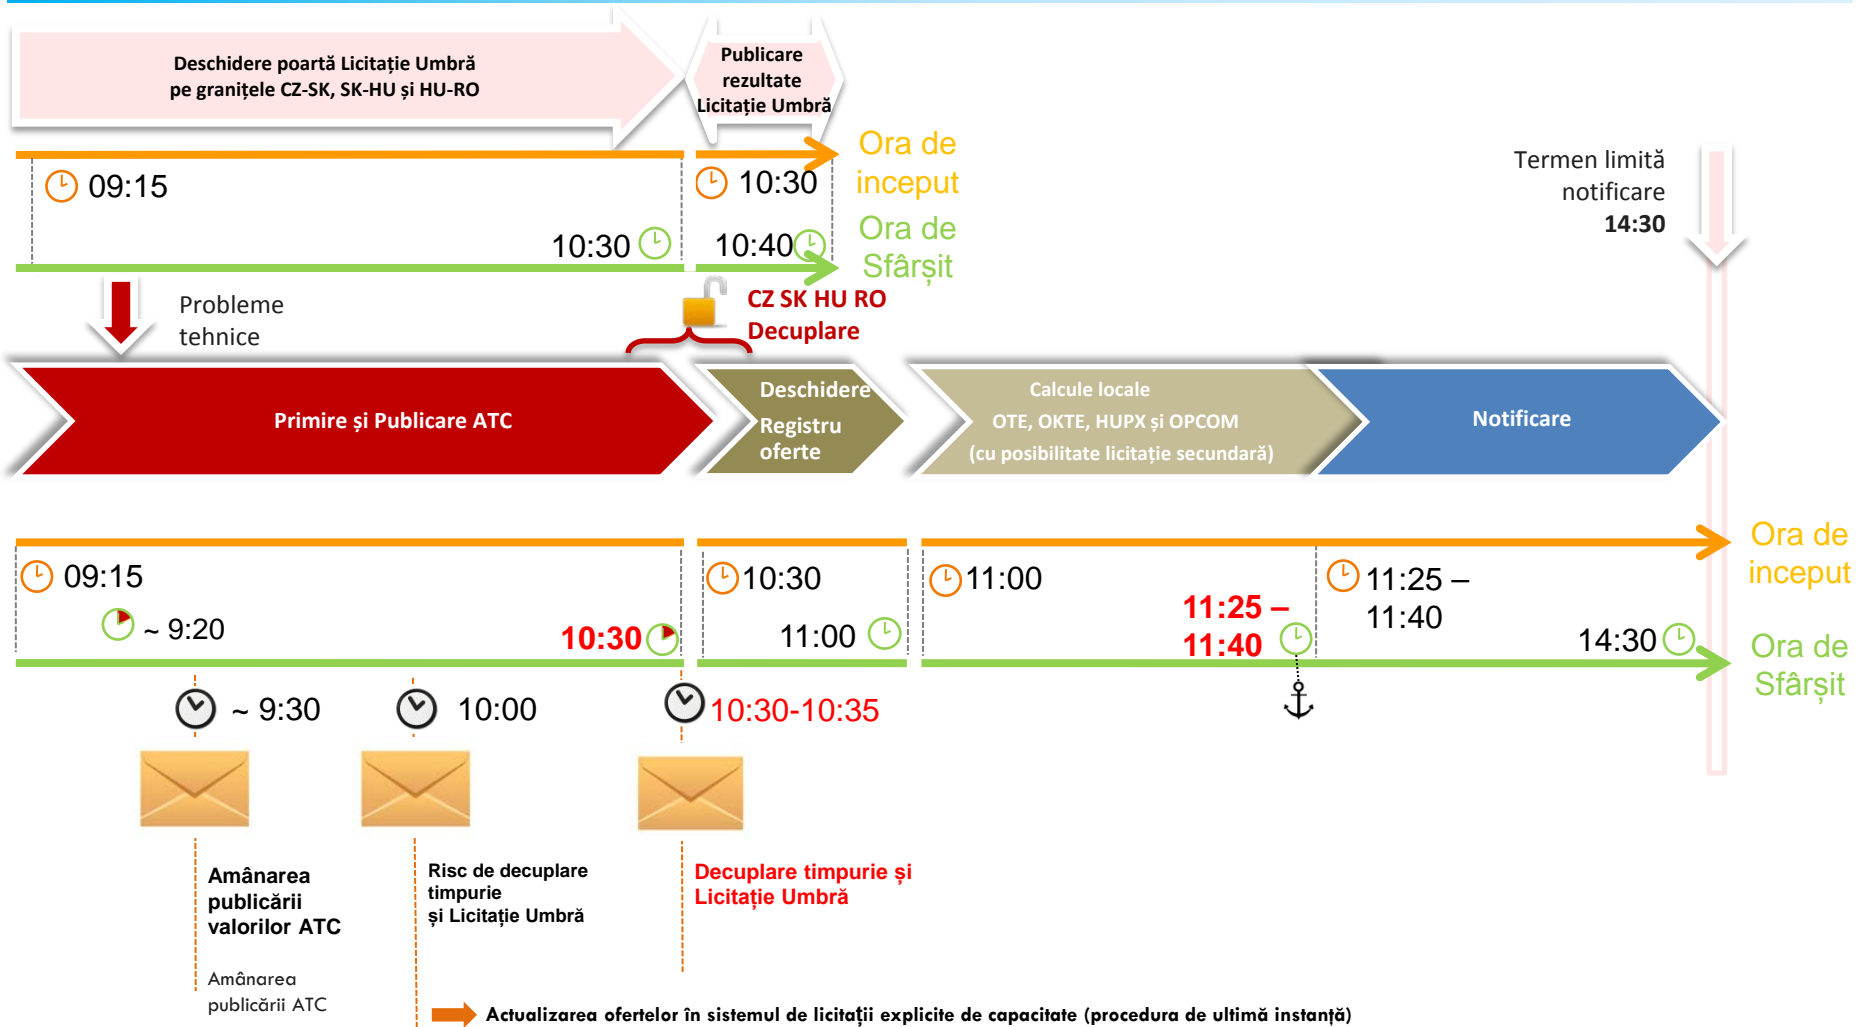 Deschidere poartă Licitație Umbră
pe granițele CZ-SK, SK-HU și HU-RO
Publicare
rezultate
Licitație Umbră
Ora de
inceput
09:15
10:30
10:30
10:40
Ora de
Sfârșit
Termen limită
notificare
14:30
Probleme
tehnice
CZ SK HU RO
Decuplare
Primire și Publicare ATC
Deschidere
Registru
oferte
Calcule locale
OTE, OKTE, HUPX și OPCOM
(cu posibilitate licitație secundară)
Notificare
Ora de
inceput
09:15
~ 9:20
10:30
10:30
11:00
11:00
11:25 –
11:40
11:25 –
11:40
14:30
Ora de
Sfârșit
~ 9:30
10:00
10:30-10:35
Amânarea
publicării
valorilor ATC
Amânarea
publicării ATC
Risc de decuplare
timpurie
și Licitație Umbră
Decuplare timpurie și
Licitație Umbră
Actualizarea ofertelor în sistemul de licitații explicite de capacitate (procedura de ultimă instanță)